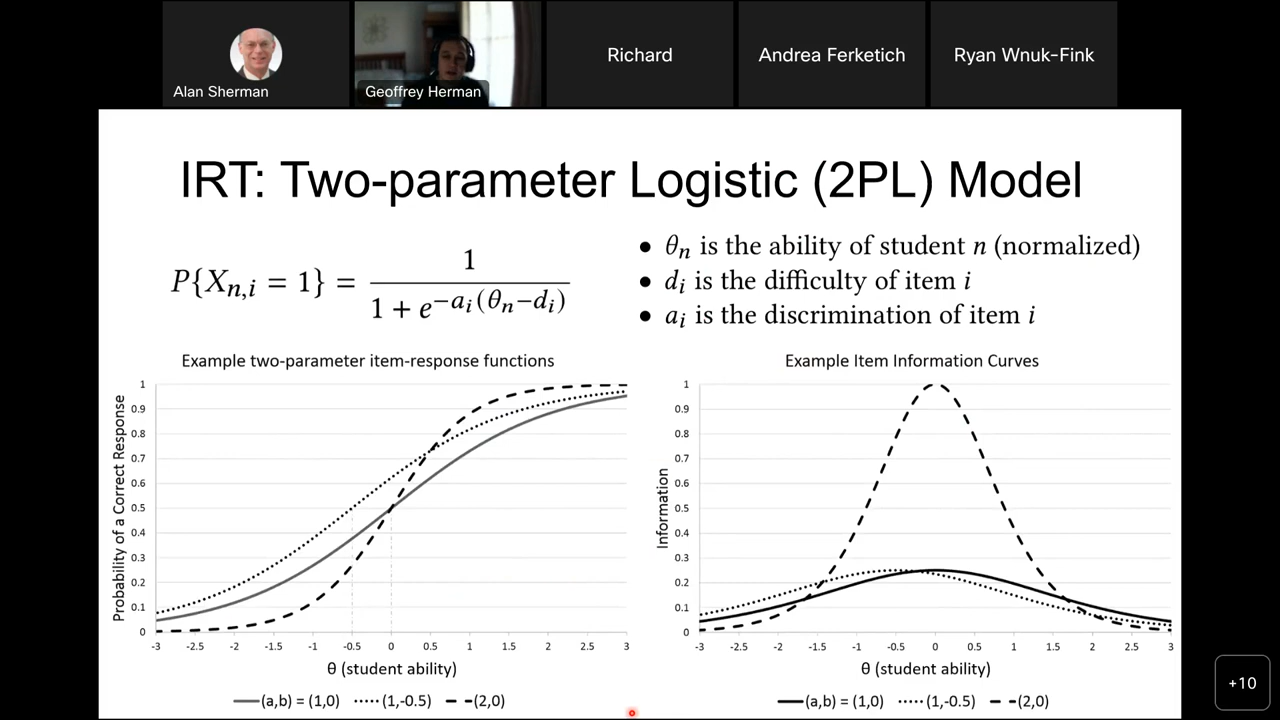 Alan Sherman
Geoffrey Herman
Richard
Andrea Ferketich
Ryan Wnuk-Fink
IRT: Two-parameter Logistic (2PL) Model
P{Xn,i = 1} = 1 / (1 + e^−ai(θn−di))
• θn is the ability of student n (normalized)
• di is the difficulty of item i
• ai is the discrimination of item i
Example two-parameter item-response functions
Probability of a Correct Response
1
0.9
0.8
0.7
0.6
0.5
0.4
0.3
0.2
0.1
0
-3 -2.5 -2 -1.5 -1 -0.5 0 0.5 1 1.5 2 2.5 3
θ (student ability)
(a,b) = (1,0) (1,-0.5) (2,0)
Example Item Information Curves
Information
1
0.9
0.8
0.7
0.6
0.5
0.4
0.3
0.2
0.1
0
-3 -2.5 -2 -1.5 -1 -0.5 0 0.5 1 1.5 2 2.5 3
θ (student ability)
(a,b) = (1,0) (1,-0.5) (2,0)
+10